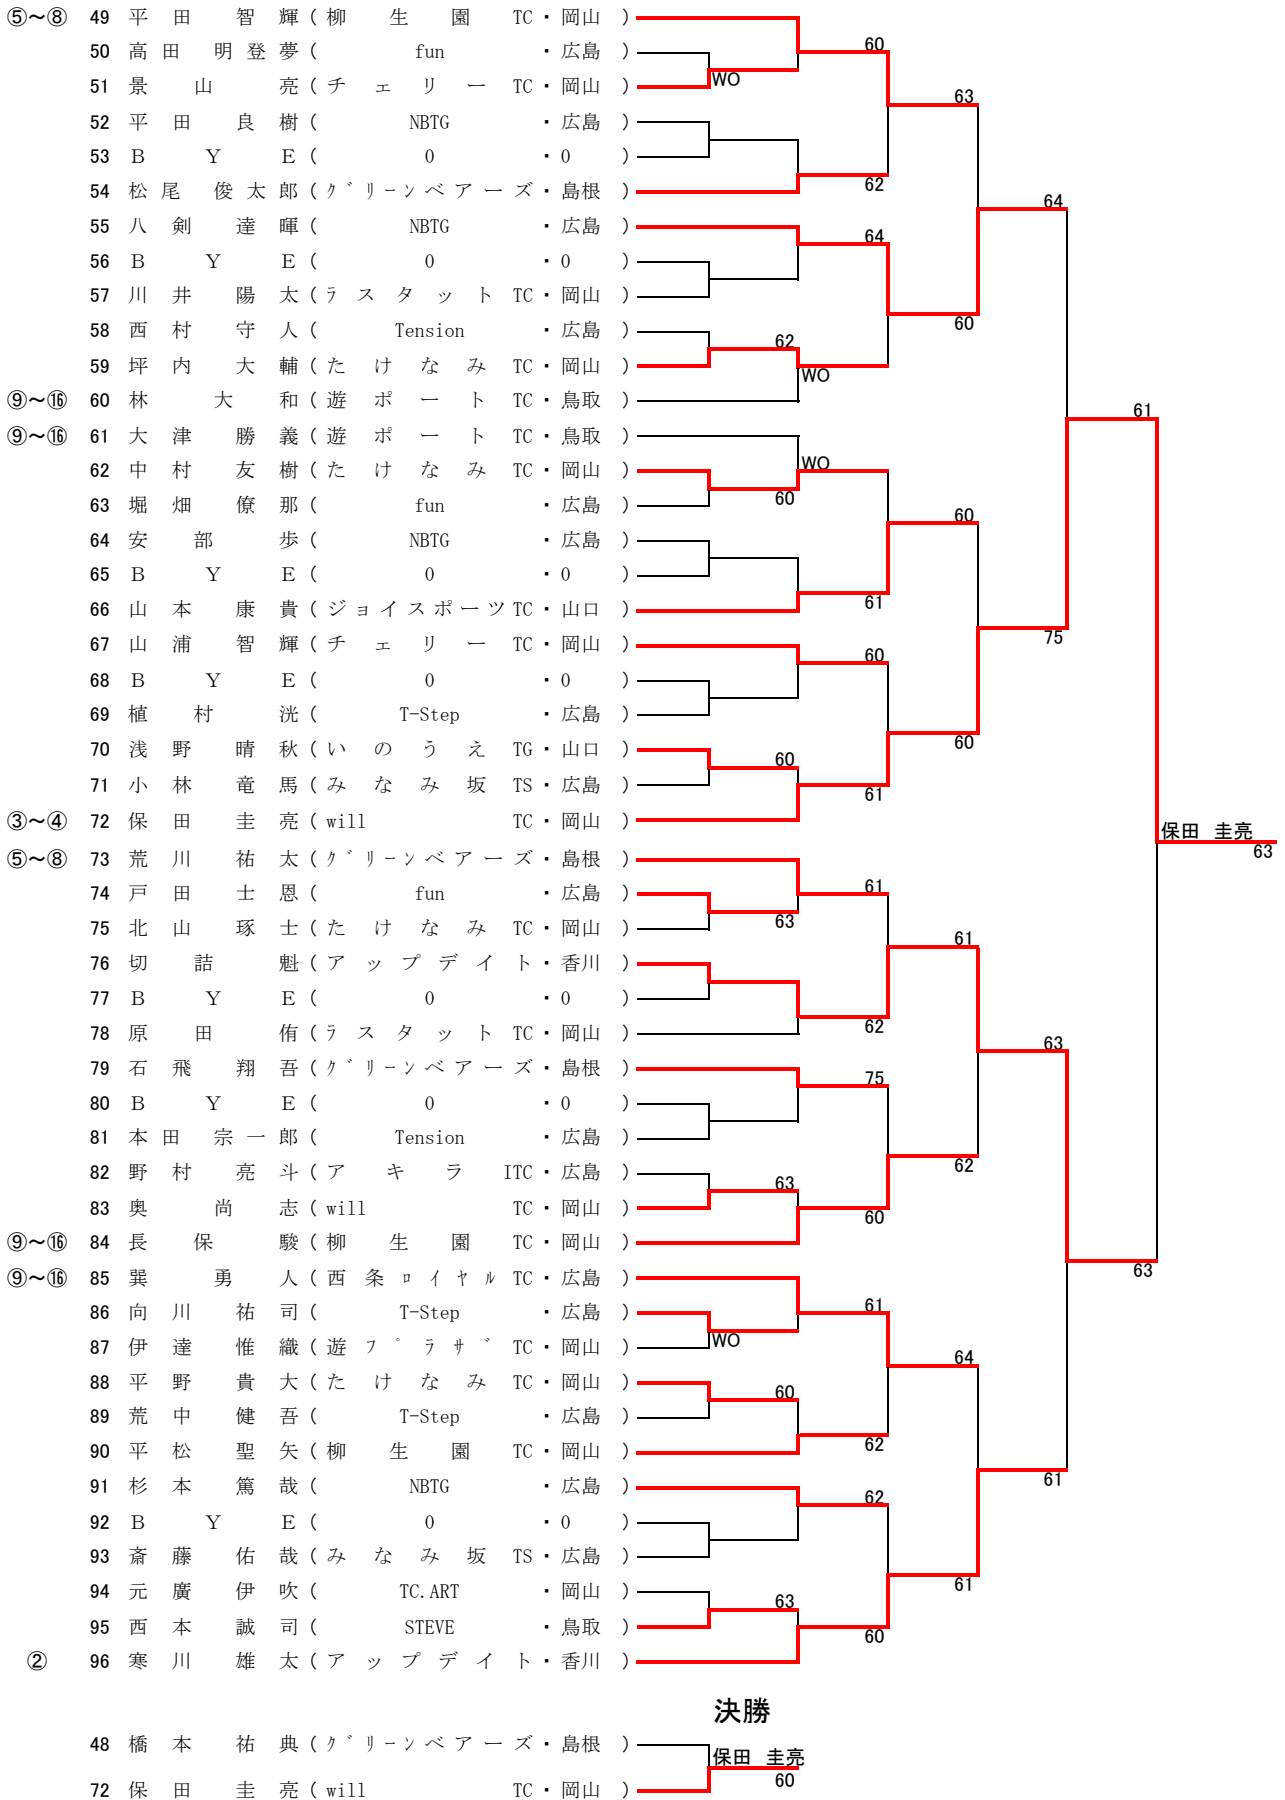 ⑤～⑧ 49 平田 智輝 ( 柳生園 TC ・ 岡山 )
60
50 高田 明登夢 ( fun ・ 広島 )
WO
51 景山 亮 ( チェリー TC ・ 岡山 )
63
52 平田 良樹 ( NBTG ・ 広島 )
53 BYE ( 0 ・ 0 )
62
54 松尾 俊太郎 ( グリーンベアーズ ・ 島根 )
64
55 八剣 達暉 ( NBTG ・ 広島 )
64
56 BYE ( 0 ・ 0 )
57 川井 陽太 ( ラスタット TC ・ 岡山 )
60
58 西村 守人 ( Tension ・ 広島 )
62
59 坪内 大輔 ( たけなみ TC ・ 岡山 )
WO
⑨～⑯ 60 林 大和 ( 遊ポート TC ・ 鳥取 )
61
⑨～⑯ 61 大津 勝義 ( 遊ポート TC ・ 鳥取 )
WO
62 中村 友樹 ( たけなみ TC ・ 岡山 )
60
63 堀畑 僚那 ( fun ・ 広島 )
60
64 安部 歩 ( NBTG ・ 広島 )
65 BYE ( 0 ・ 0 )
61
66 山本 康貴 ( ジョイスポーツ TC ・ 山口 )
75
67 山浦 智輝 ( チェリー TC ・ 岡山 )
60
68 BYE ( 0 ・ 0 )
69 植村 洸 ( T-Step ・ 広島 )
60
70 浅野 晴秋 ( いのうえ TG ・ 山口 )
60
71 小林 竜馬 ( みなみ坂 TS ・ 広島 )
61
③～④ 72 保田 圭亮 ( will TC ・ 岡山 )
保田 圭亮
63
⑤～⑧ 73 荒川 祐太 ( グリーンベアーズ ・ 島根 )
61
74 戸田 士恩 ( fun ・ 広島 )
63
75 北山 琢士 ( たけなみ TC ・ 岡山 )
61
76 切詰 魁 ( アップデイト ・ 香川 )
77 BYE ( 0 ・ 0 )
62
78 原田 侑 ( ラスタット TC ・ 岡山 )
63
79 石飛 翔吾 ( グリーンベアーズ ・ 島根 )
75
80 BYE ( 0 ・ 0 )
81 本田 宗一郎 ( Tension ・ 広島 )
62
82 野村 亮斗 ( アキラ ITC ・ 広島 )
63
83 奥 尚志 ( will TC ・ 岡山 )
60
⑨～⑯ 84 長保 駿 ( 柳生園 TC ・ 岡山 )
63
⑨～⑯ 85 巽 勇人 ( 西条ロイヤル TC ・ 広島 )
61
86 向川 祐司 ( T-Step ・ 広島 )
WO
87 伊達 惟織 ( 遊プラザ TC ・ 岡山 )
64
88 平野 貴大 ( たけなみ TC ・ 岡山 )
60
89 荒中 健吾 ( T-Step ・ 広島 )
62
90 平松 聖矢 ( 柳生園 TC ・ 岡山 )
61
91 杉本 篤哉 ( NBTG ・ 広島 )
62
92 BYE ( 0 ・ 0 )
93 斎藤 佑哉 ( みなみ坂 TS ・ 広島 )
61
94 元廣 伊吹 ( TC.ART ・ 岡山 )
63
95 西本 誠司 ( STEVE ・ 鳥取 )
60
② 96 寒川 雄太 ( アップデイト ・ 香川 )
決勝
48 橋本 祐典 ( グリーンベアーズ ・ 島根 )
保田 圭亮
60
72 保田 圭亮 ( will TC ・ 岡山 )